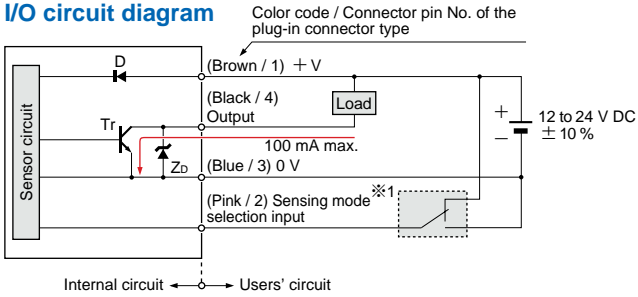 I/O circuit diagram
Color code / Connector pin No. of the
plug-in connector type
D
(Brown / 1) ＋V
(Black / 4)
Output
Load
Tr
100 mA max.
ZD
(Blue / 3) 0 V
Sensor circuit
＋
－
12 to 24 V DC
± 10 %
(Pink / 2) Sensing mode
selection input
※1
Internal circuit
Users' circuit